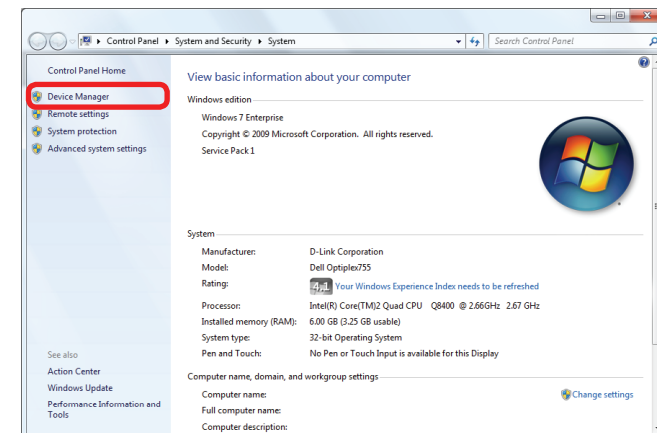 Control Panel ▸ System and Security ▸ System
Search Control Panel
Control Panel Home
Device Manager
Remote settings
System protection
Advanced system settings
See also
Action Center
Windows Update
Performance Information and
Tools
View basic information about your computer
Windows edition
Windows 7 Enterprise
Copyright © 2009 Microsoft Corporation. All rights reserved.
Service Pack 1
System
Manufacturer: D-Link Corporation
Model: Dell Optiplex755
Rating: 4,1 Your Windows Experience Index needs to be refreshed
Processor: Intel(R) Core(TM)2 Quad CPU Q8400 @ 2.66GHz 2.67 GHz
Installed memory (RAM): 6.00 GB (3.25 GB usable)
System type: 32-bit Operating System
Pen and Touch: No Pen or Touch Input is available for this Display
Computer name, domain, and workgroup settings
Computer name: Change settings
Full computer name:
Computer description: